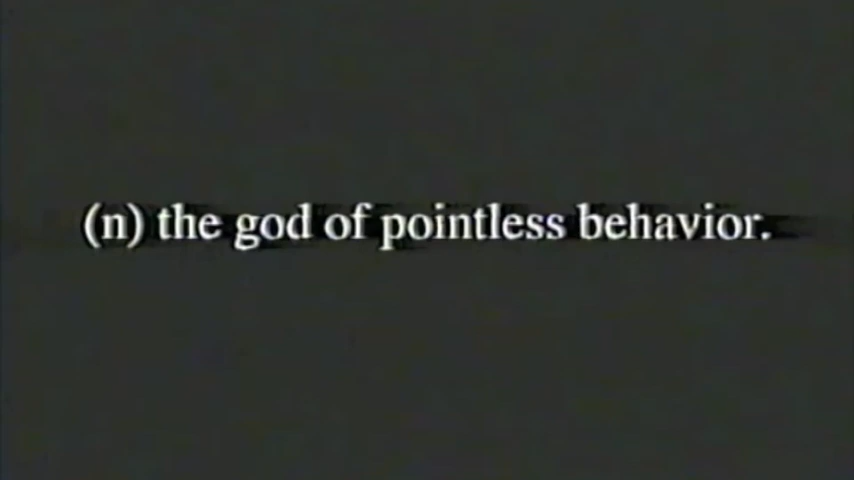 (n) the god of pointless behavior.